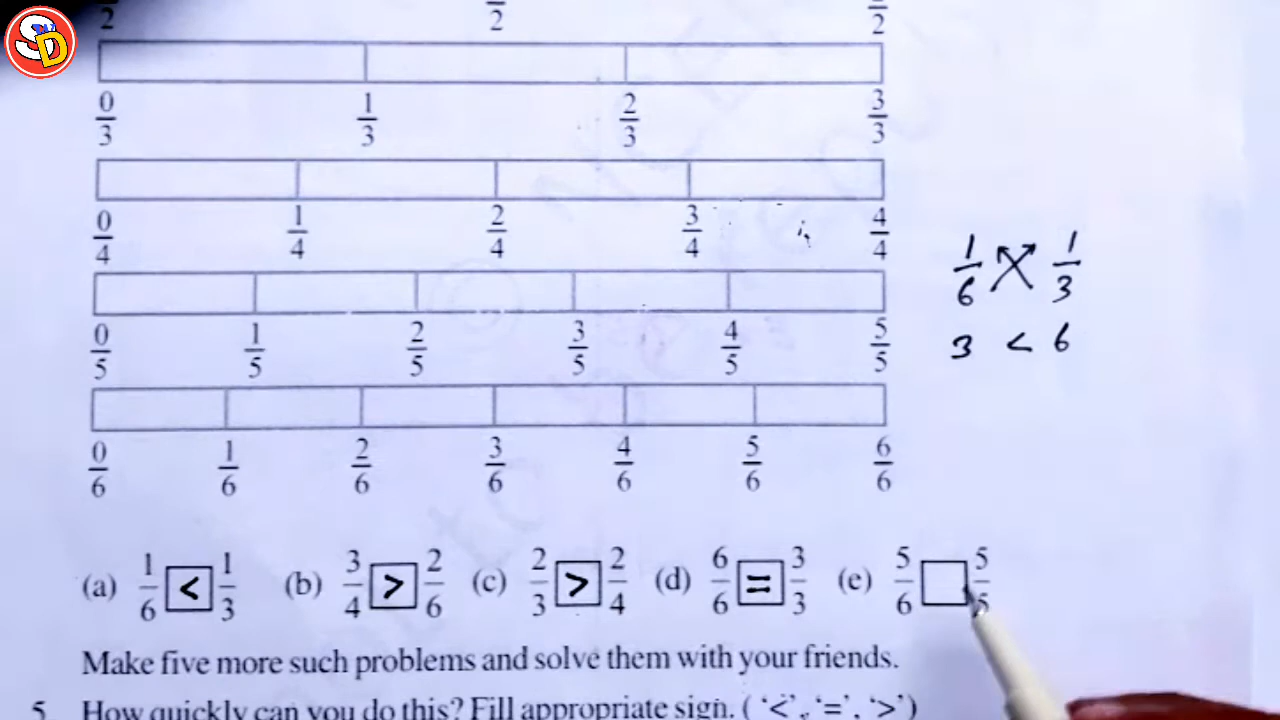 SD
2 2 2
0/3 1/3 2/3 3/3
0/4 1/4 2/4 3/4 4/4
1/6 1/3
3 < 6
0/5 1/5 2/5 3/5 4/5 5/5
0/6 1/6 2/6 3/6 4/6 5/6 6/6
(a) 1/6 < 1/3 (b) 3/4 > 2/6 (c) 2/3 > 2/4 (d) 6/6 = 3/3 (e) 5/6 □ 5/5
Make five more such problems and solve them with your friends.
5 How quickly can you do this? Fill appropriate sign. ( '<', '=', '>')